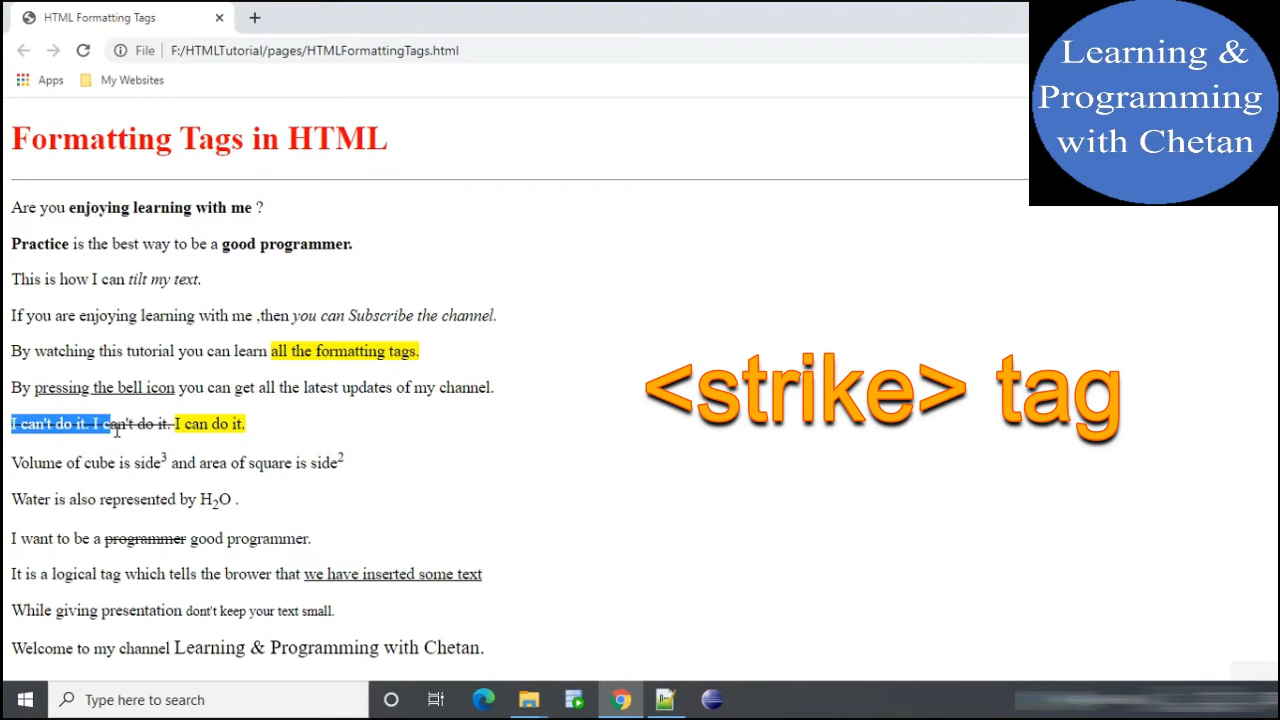 HTML Formatting Tags
File F:/HTMLTutorial/pages/HTMLFormattingTags.html
Apps My Websites
Learning &
Programming
with Chetan
Formatting Tags in HTML
Are you enjoying learning with me ?
Practice is the best way to be a good programmer.
This is how I can tilt my text.
If you are enjoying learning with me ,then you can Subscribe the channel.
By watching this tutorial you can learn all the formatting tags.
By pressing the bell icon you can get all the latest updates of my channel.
<strike> tag
I can't do it. I can't do it. I can do it.
Volume of cube is side3 and area of square is side2
Water is also represented by H2O .
I want to be a programmer good programmer.
It is a logical tag which tells the brower that we have inserted some text
While giving presentation dont't keep your text small.
Welcome to my channel Learning & Programming with Chetan.
Type here to search